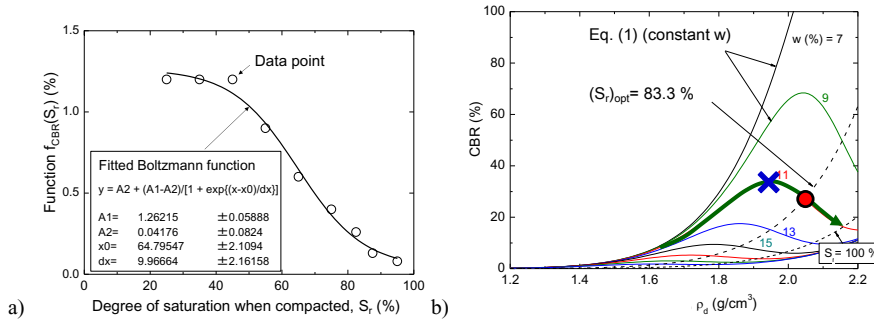 a)
Function f_CBR(S_r) (%)
1.5
1.0
0.5
0.0
Data point
Fitted Boltzmann function
y = A2 + (A1-A2)/[1 + exp{(x-x0)/dx}]
A1= 1.26215 ±0.05888
A2= 0.04176 ±0.0824
x0= 64.79547 ±2.1094
dx= 9.96664 ±2.16158
0 20 40 60 80 100
Degree of saturation when compacted, S_r (%)
b)
CBR (%)
100
80
60
40
20
0
Eq. (1) (constant w)
w (%) = 7
(S_r)_opt= 83.3 %
9
11
13
15
S_r = 100 %
1.2 1.4 1.6 1.8 2.0 2.2
ρ_d (g/cm³)